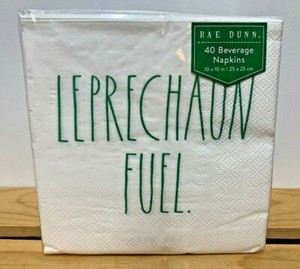 RAE DUNN.
40 Beverage
Napkins
10 x 10 in / 25 x 25 cm
LEPRECHAUN
FUEL.